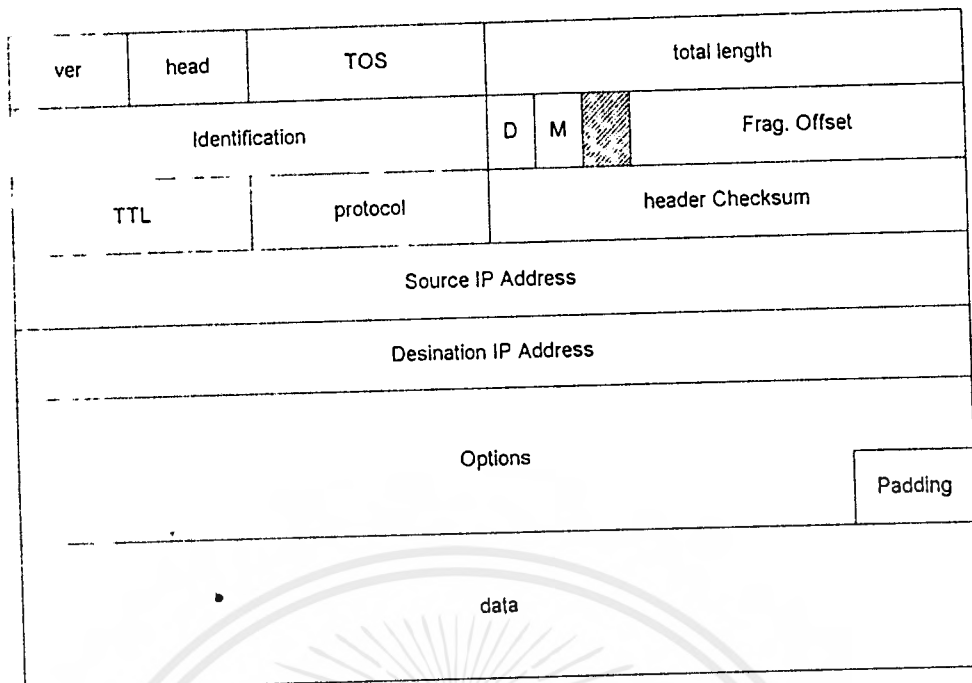 ver head TOS total length
Identification D M Frag. Offset
TTL protocol header Checksum
Source IP Address
Desination IP Address
Options
Padding
data